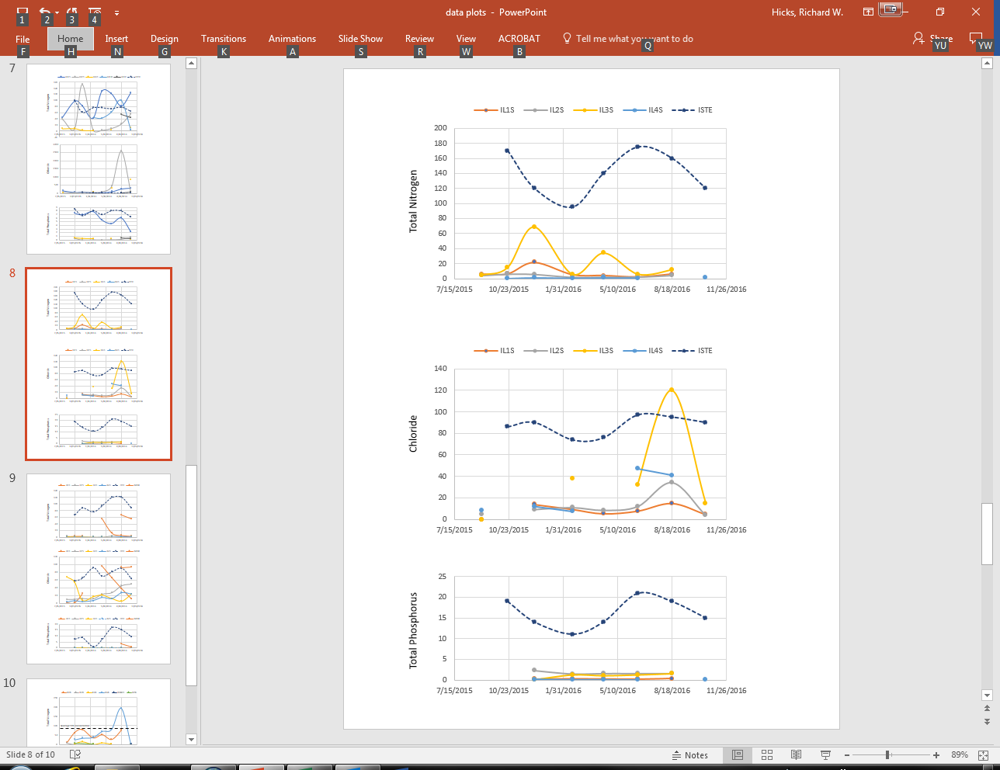 data plots - PowerPoint
Hicks, Richard W.
1 2 3 4
File Home Insert Design Transitions Animations Slide Show Review View ACROBAT Tell me what you want to do Share
F H N G K A S R W B Q YU YW
7
8
9
10
IL1S IL2S IL3S IL4S ISTE
Total Nitrogen
200
180
160
140
120
100
80
60
40
20
0
7/15/2015 10/23/2015 1/31/2016 5/10/2016 8/18/2016 11/26/2016
IL1S IL2S IL3S IL4S ISTE
Chloride
140
120
100
80
60
40
20
0
7/15/2015 10/23/2015 1/31/2016 5/10/2016 8/18/2016 11/26/2016
Total Phosphorus
25
20
15
10
5
0
7/15/2015 10/23/2015 1/31/2016 5/10/2016 8/18/2016 11/26/2016
Slide 8 of 10
Notes
89%